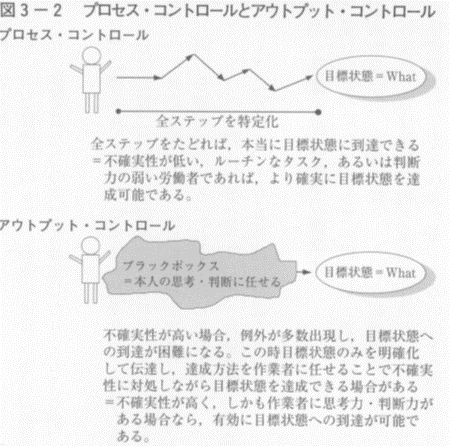 図3－2　プロセス・コントロールとアウトプット・コントロール
プロセス・コントロール
目標状態＝What
全ステップを特定化
全ステップをたどれば，本当に目標状態に到達できる
＝不確実性が低い，ルーチンなタスク，あるいは判断
力の弱い労働者であれば，より確実に目標状態を達
成可能である。
アウトプット・コントロール
ブラックボックス
＝本人の思考・判断に任せる
目標状態＝What
不確実性が高い場合，例外が多数出現し，目標状態へ
の到達が困難になる。この時目標状態のみを明確化
して伝達し，達成方法を作業者に任せることで不確実
性に対処しながら目標状態を達成できる場合がある
＝不確実性が高く，しかも作業者に思考力・判断力が
ある場合なら，有効に目標状態への到達が可能で
ある。